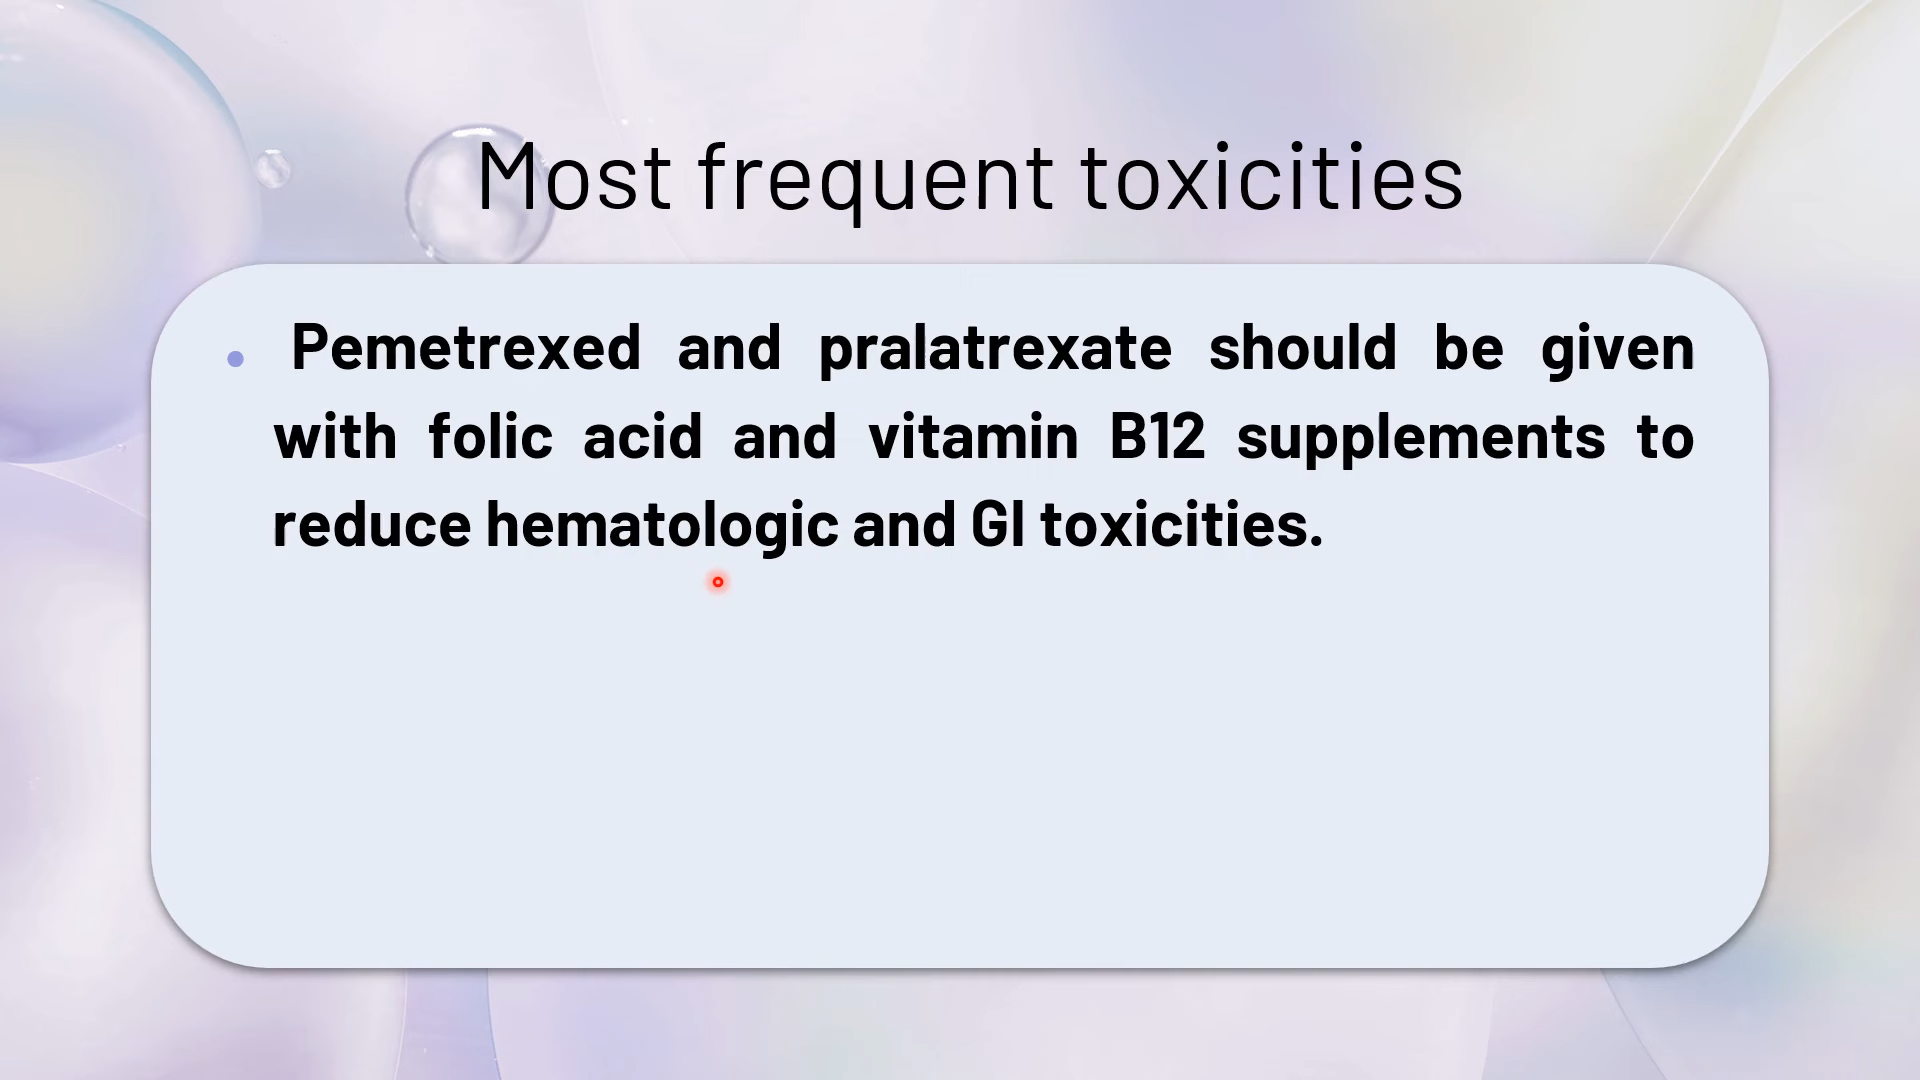 Most frequent toxicities
• Pemetrexed and pralatrexate should be given
with folic acid and vitamin B12 supplements to
reduce hematologic and GI toxicities.